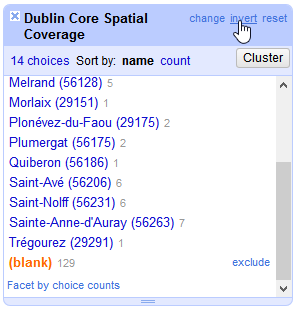 Dublin Core Spatial Coverage change invert reset
14 choices Sort by: name count Cluster
Melrand (56128) 5
Morlaix (29151) 1
Plonévez-du-Faou (29175) 2
Plumergat (56175) 2
Quiberon (56186) 1
Saint-Avé (56206) 6
Saint-Nolff (56231) 6
Sainte-Anne-d'Auray (56263) 7
Trégourez (29291) 1
(blank) 129 exclude
Facet by choice counts